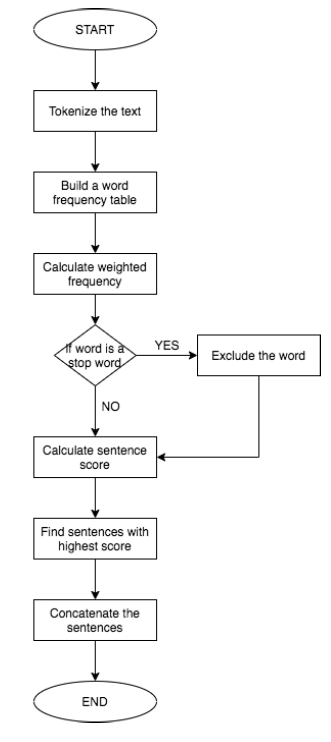 START
Tokenize the text
Build a word
frequency table
Calculate weighted
frequency
If word is a
stop word
YES
Exclude the word
NO
Calculate sentence
score
Find sentences with
highest score
Concatenate the
sentences
END